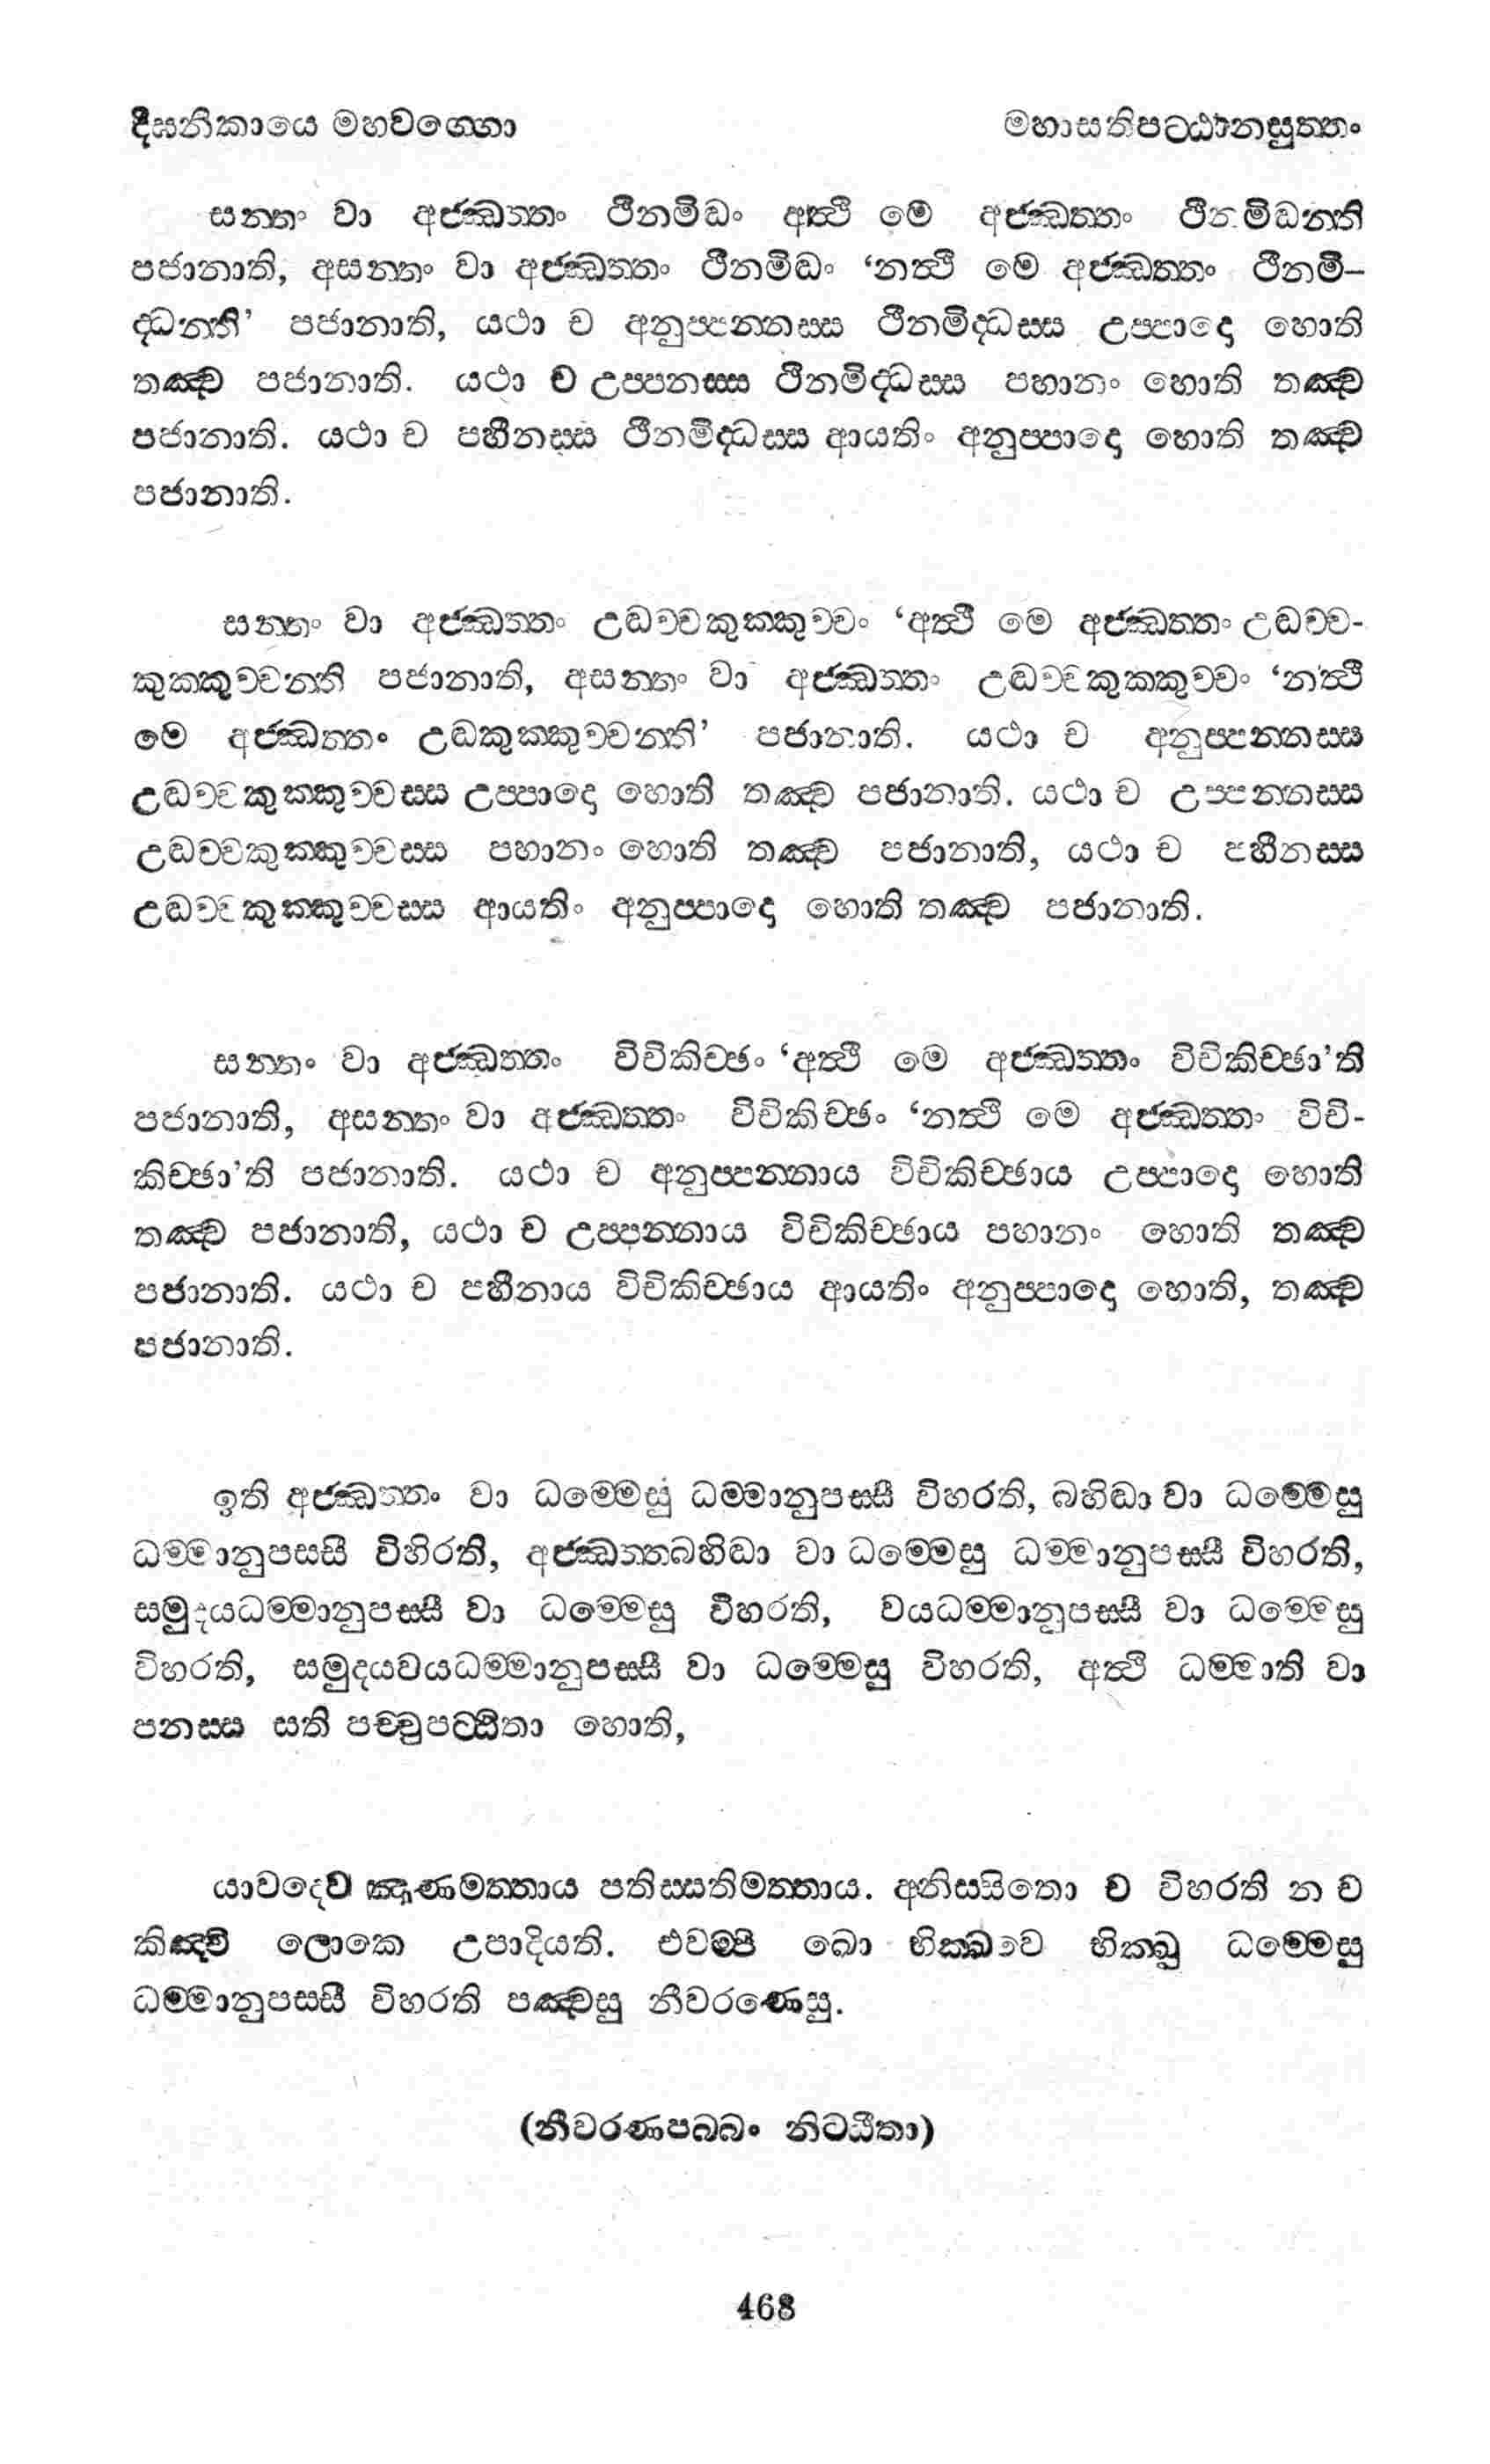 දීඝනිකායෙ මහවග්ගො
මහාසතිපට්ඨානසුත්තං
සන්තං වා අජ්ඣත්තං ථීනමිද්ධං අත්ථි මෙ අජ්ඣත්තං ථීනමිද්ධන්ති
පජානාති, අසන්තං වා අජ්ඣත්තං ථීනමිද්ධං ‘නත්ථි මෙ අජ්ඣත්තං ථීනමි–
ද්ධන්ති’ පජානාති, යථා ච අනුප්පන්නස්ස ථීනමිද්ධස්ස උප්පාදො හොති
තඤ්ච පජානාති. යථා ච උප්පනස්ස ථීනමිද්ධස්ස පහානං හොති තඤ්ච
පජානාති. යථා ච පහීනස්ස ථීනමිද්ධස්ස ආයතිං අනුප්පාදො හොති තඤ්ච
පජානාති.
සන්තං වා අජ්ඣත්තං උද්ධච්චකුක්කුච්චං ‘අත්ථි මෙ අජ්ඣත්තං උද්ධච්ච-
කුක්කුච්චන්ති පජානාති, අසන්තං වා අජ්ඣත්තං උද්ධච්චකුක්කුච්චං ‘නත්ථි
මෙ අජ්ඣත්තං උද්ධකුක්කුච්චන්ති’ පජානාති. යථා ච අනුප්පන්නස්ස
උද්ධච්චකුක්කුච්චස්ස උප්පාදො හොති තඤ්ච පජානාති. යථා ච උප්පන්නස්ස
උද්ධච්චකුක්කුච්චස්ස පහානං හොති තඤ්ච පජානාති, යථා ච පහීනස්ස
උද්ධච්චකුක්කුච්චස්ස ආයතිං අනුප්පාදො හොති තඤ්ච පජානාති.
සන්තං වා අජ්ඣත්තං විචිකිච්ඡං ‘අත්ථි මෙ අජ්ඣත්තං විචිකිච්ඡා’ති
පජානාති, අසන්තං වා අජ්ඣත්තං විචිකිච්ඡං ‘නත්ථි මෙ අජ්ඣත්තං විචි-
කිච්ඡා’ති පජානාති. යථා ච අනුප්පන්නාය විචිකිච්ඡාය උප්පාදො හොති
තඤ්ච පජානාති, යථා ච උප්පන්නාය විචිකිච්ඡාය පහානං හොති තඤ්ච
පජානාති. යථා ච පහීනාය විචිකිච්ඡාය ආයතිං අනුප්පාදො හොති, තඤ්ච
පජානාති.
ඉති අජ්ඣත්තං වා ධම්මෙසු ධම්මානුපස්සී විහරති, බහිද්ධා වා ධම්මෙසු
ධම්මානුපස්සී විහිරති, අජ්ඣත්තබහිද්ධා වා ධම්මෙසු ධම්මානුපස්සී විහරති,
සමුදයධම්මානුපස්සී වා ධම්මෙසු විහරති, වයධම්මානුපස්සී වා ධම්මෙසු
විහරති, සමුදයවයධම්මානුපස්සී වා ධම්මෙසු විහරති, අත්ථි ධම්මාති වා
පනස්ස සති පච්චුපට්ඨිතා හොති,
යාවදෙව ඤාණමත්තාය පතිස්සතිමත්තාය. අනිස්සිතො ච විහරති න ච
කිඤ්චි ලොකෙ උපාදියති. එවම්පි ඛො භික්ඛවෙ භික්ඛු ධම්මෙසු
ධම්මානුපස්සී විහරති පඤ්චසු නීවරණෙසු.
(නීවරණපබ්බං නිට්ඨිතා)
468